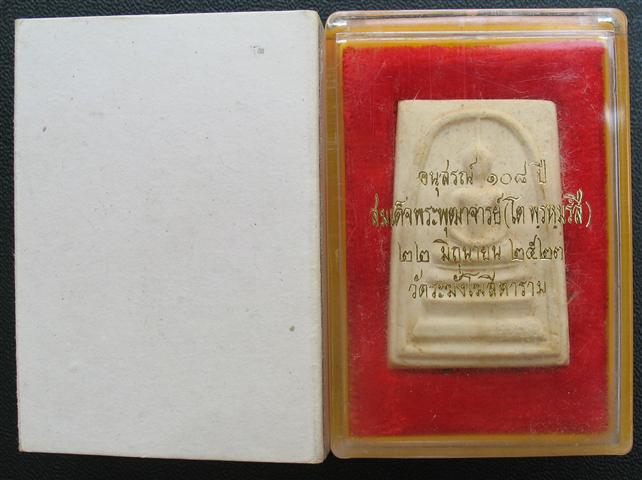 อนุสรณ์ ๑๐๘ ปี
สมเด็จพระพุฒาจารย์(โต พฺรหฺมรํสี)
๒๒ มิถุนายน ๒๕๒๓
วัดระฆังโฆสิตาราม